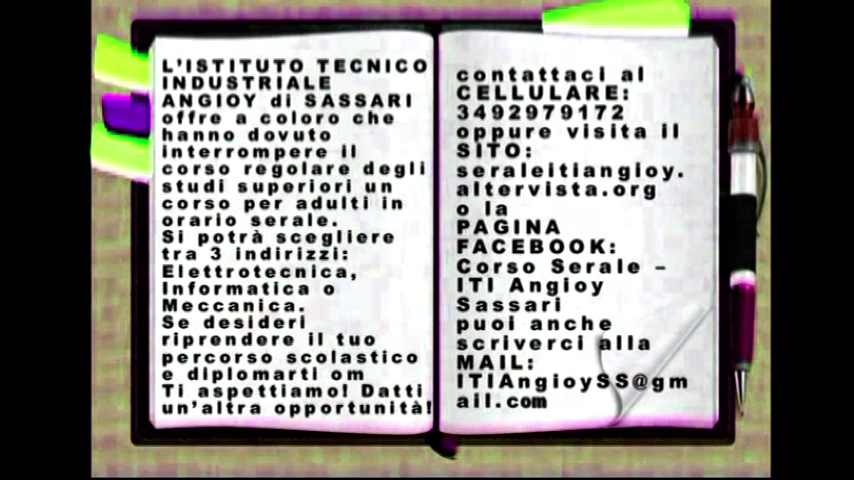 L'ISTITUTO TECNICO
INDUSTRIALE
ANGIOY di SASSARI
offre a coloro che
hanno dovuto
interrompere il
corso regolare degli
studi superiori un
corso per adulti in
orario serale.
Si potrà scegliere
tra 3 indirizzi:
Elettrotecnica,
Informatica o
Meccanica.
Se desideri
riprendere il tuo
percorso scolastico
e diplomarti om
Ti aspettiamo! Datti
un'altra opportunità!
contattaci al
CELLULARE:
3492979172
oppure visita il
SITO:
seraleitiangioy.
altervista.org
o la
PAGINA
FACEBOOK:
Corso Serale –
ITI Angioy
Sassari
puoi anche
scriverci alla
MAIL:
ITIAngioySS@gm
ail.com